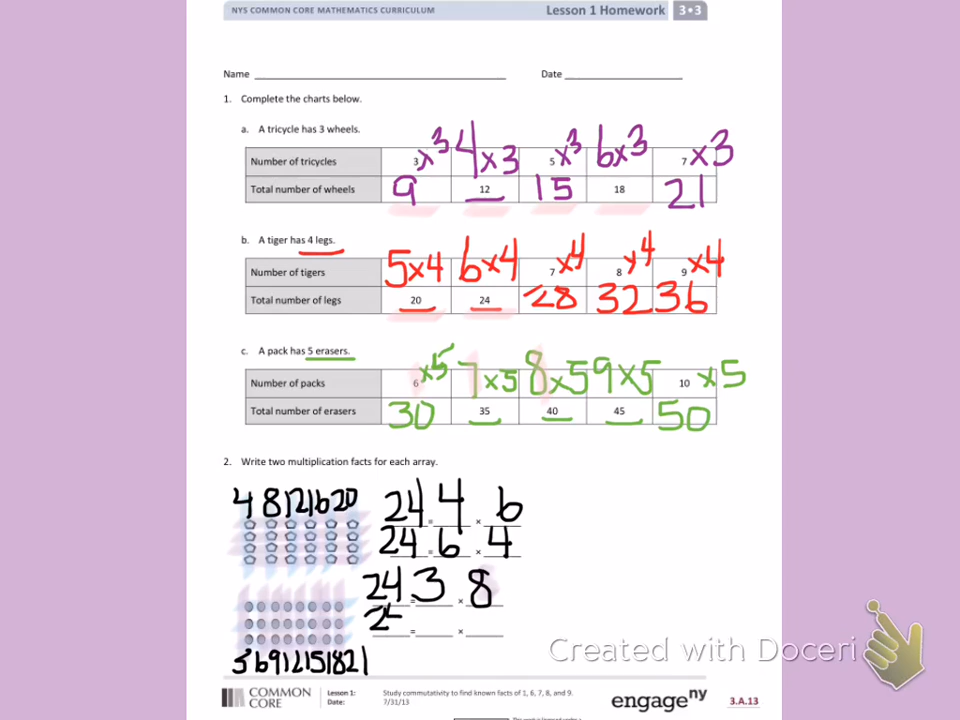 NYS COMMON CORE MATHEMATICS CURRICULUM Lesson 1 Homework 3•3
Name Date
1. Complete the charts below.
a. A tricycle has 3 wheels.
Number of tricycles 3 x3 4x3 5 x3 6x3 7 x3
Total number of wheels 9 12 15 18 21
b. A tiger has 4 legs.
Number of tigers 5x4 6x4 7 x4 8 x4 9 x4
Total number of legs 20 24 28 32 36
c. A pack has 5 erasers.
Number of packs 6 x5 7x5 8x5 9x5 10 x5
Total number of erasers 30 35 40 45 50
2. Write two multiplication facts for each array.
4 8 12 16 20
24 = 4 × 6
24 = 6 × 4
24 = 3 × 8
24 = ×
3 6 9 12 15 18 21
Created with Doceri
COMMON CORE
Lesson 1: Study commutativity to find known facts of 1, 6, 7, 8, and 9.
Date: 7/31/13
engage ny
3.A.13